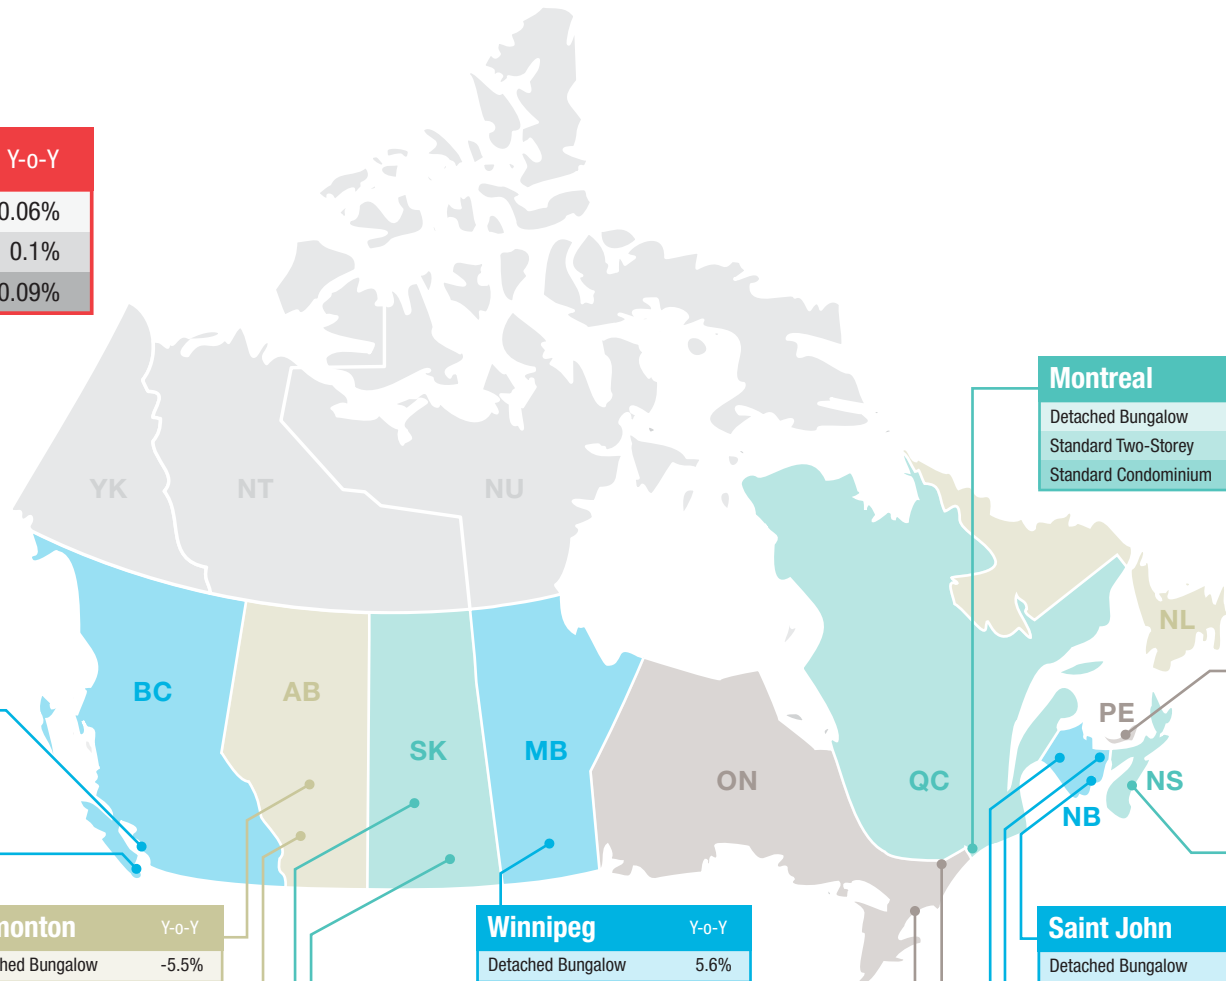 Y-o-Y
0.06%
0.1%
0.09%
Montreal
Detached Bungalow
Standard Two-Storey
Standard Condominium
YK
NT
NU
NL
BC
AB
SK
MB
ON
QC
PE
NS
NB
monton Y-o-Y
hed Bungalow -5.5%
Winnipeg Y-o-Y
Detached Bungalow 5.6%
Saint John
Detached Bungalow